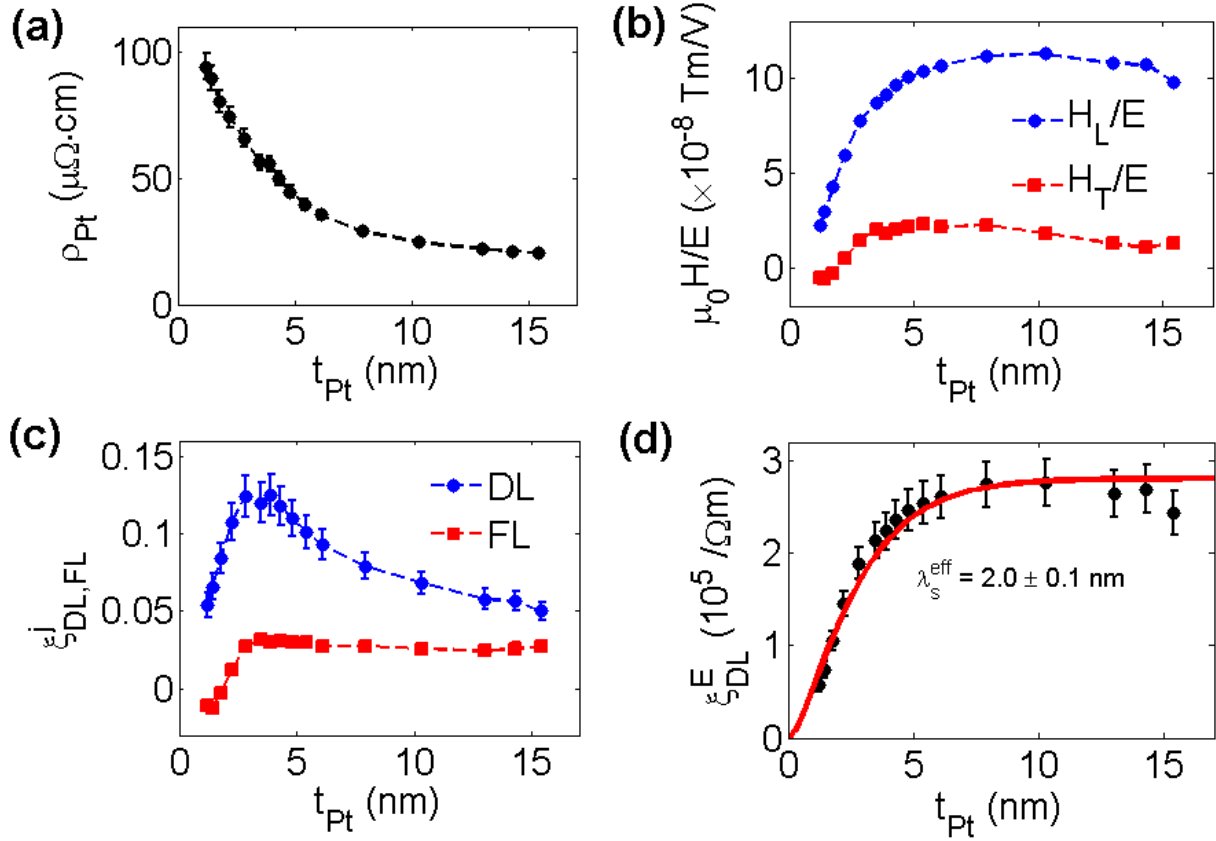 (a)
100
50
0
ρPt (μΩ·cm)
0 5 10 15
tPt (nm)
(b)
10
5
0
μ0H/E (×10-8 Tm/V)
HL/E
HT/E
0 5 10 15
tPt (nm)
(c)
0.15
0.1
0.05
0
ξjDL,FL
DL
FL
0 5 10 15
tPt (nm)
(d)
3
2
1
0
ξEDL (105 /Ωm)
λseff = 2.0 ± 0.1 nm
0 5 10 15
tPt (nm)